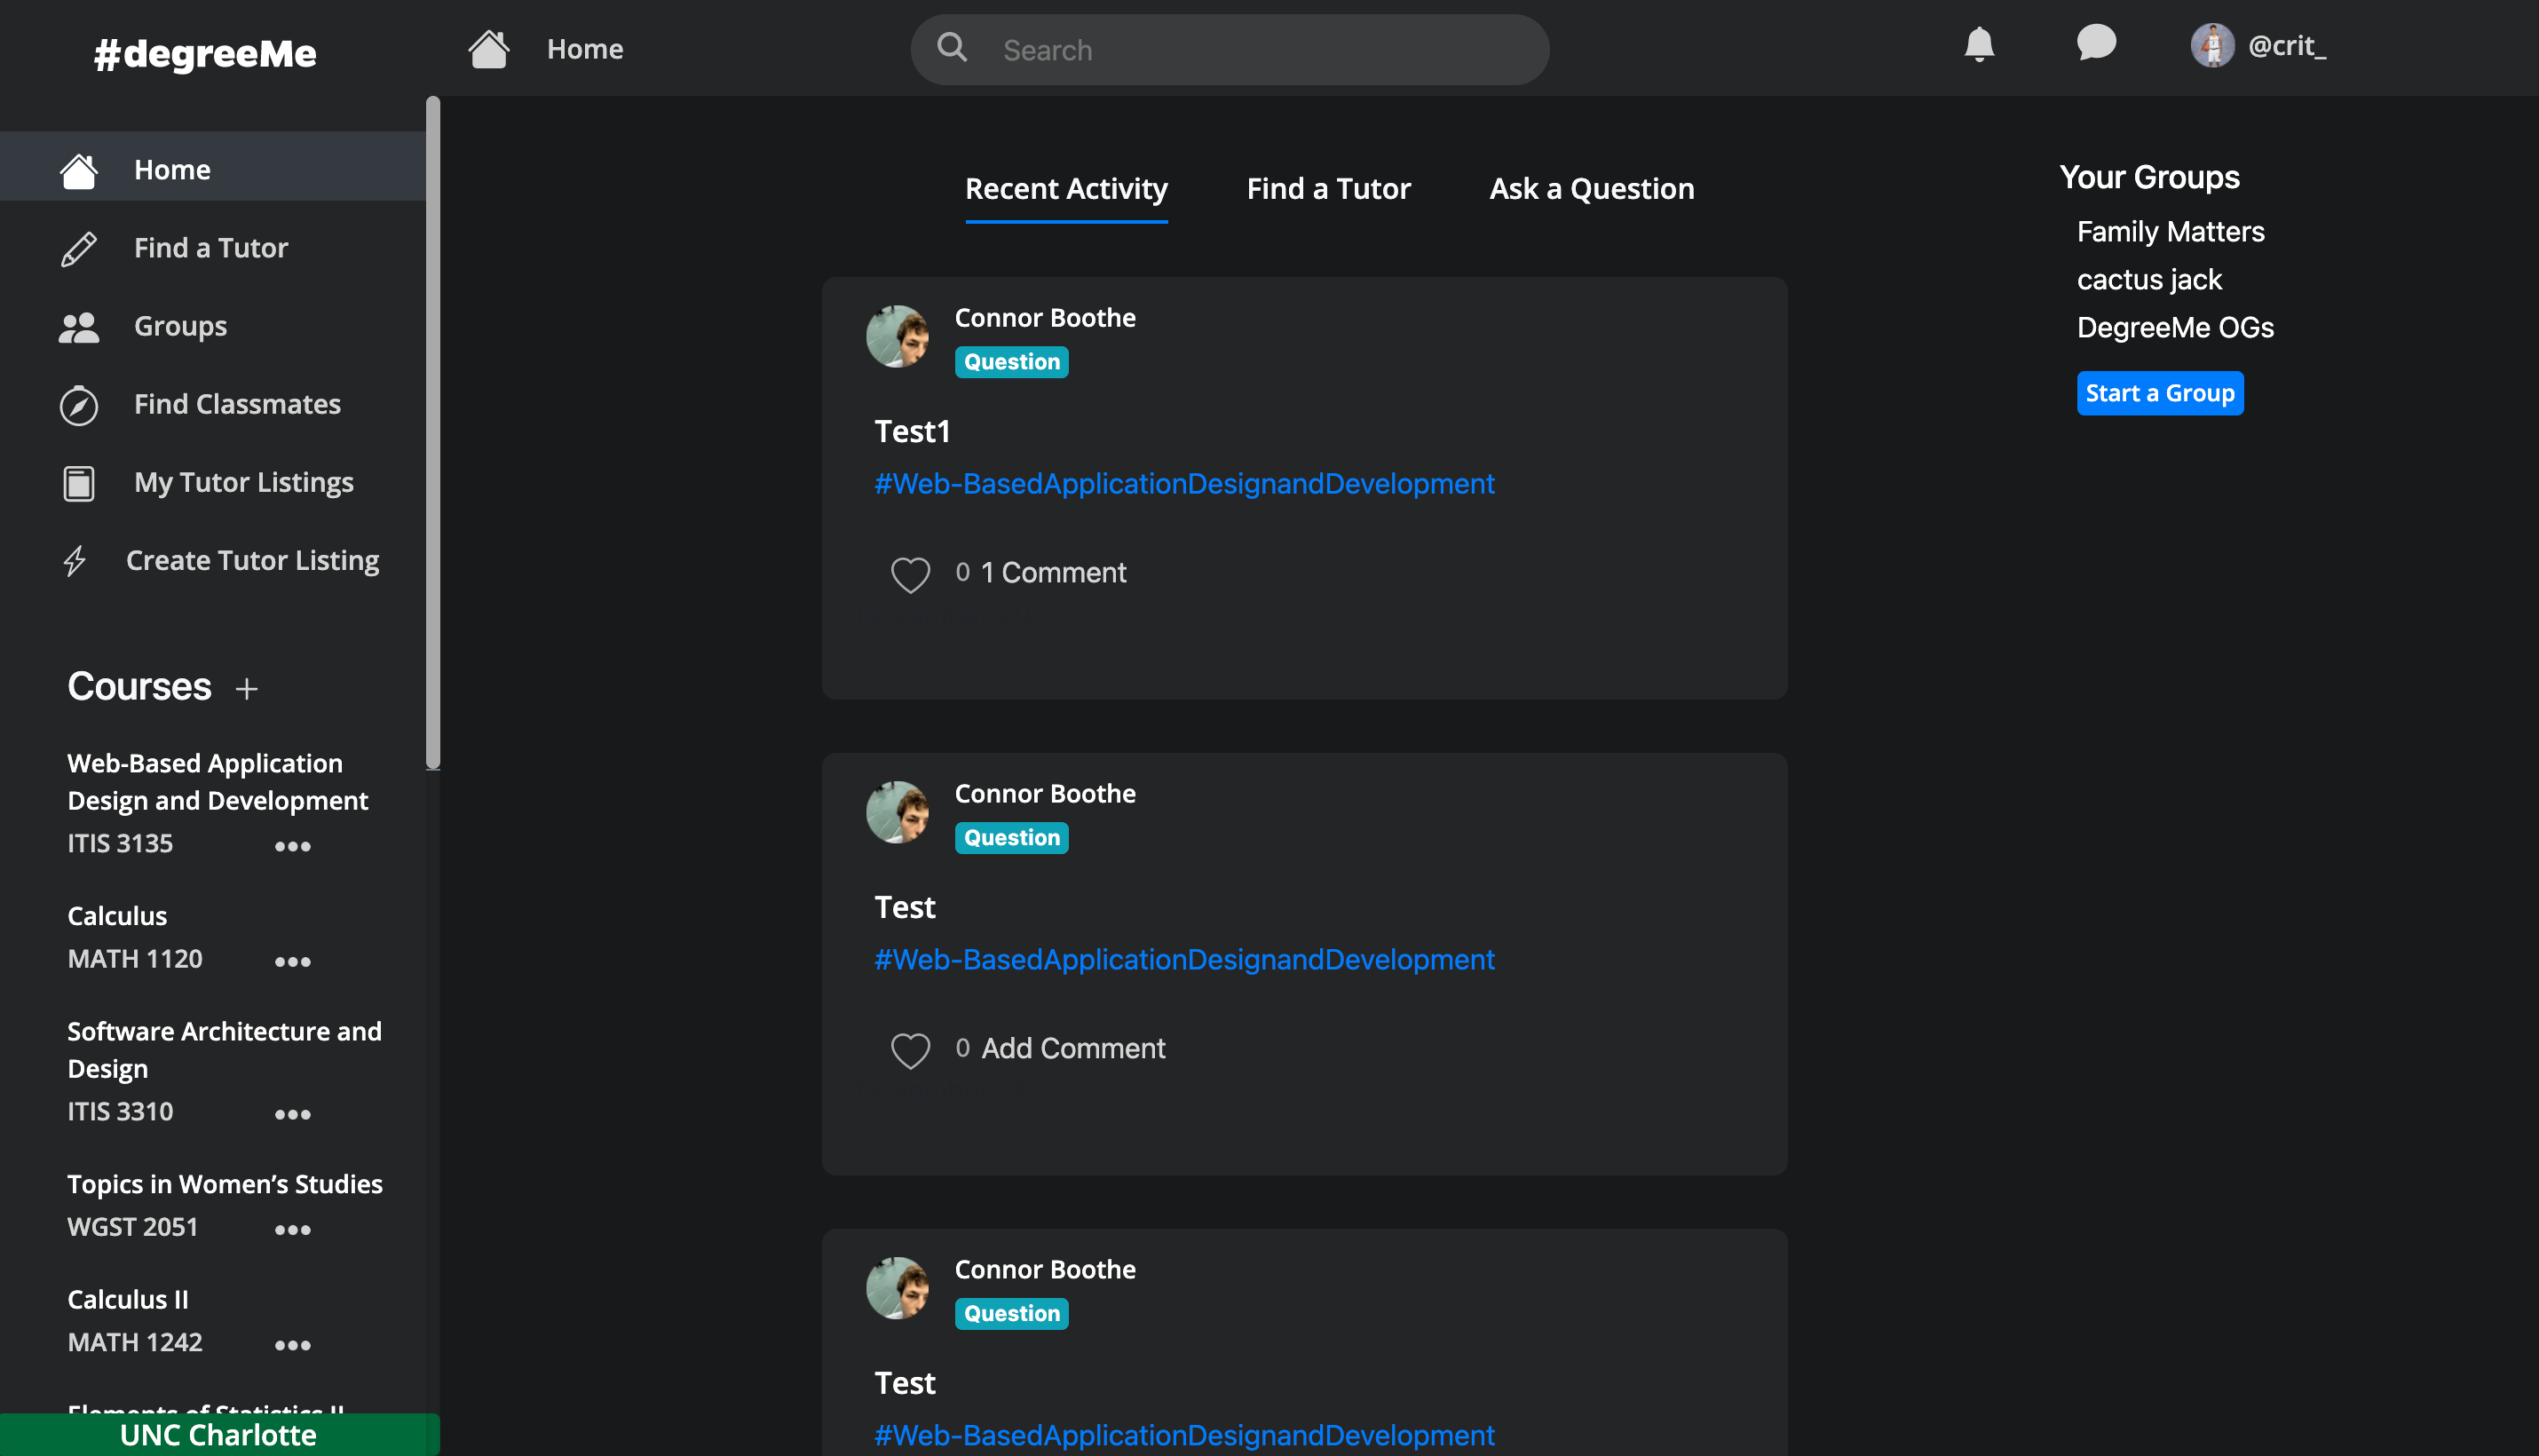 #degreeMe
Home
Search
@crit_
Home
Find a Tutor
Groups
Find Classmates
My Tutor Listings
Create Tutor Listing
Courses +
Web-Based Application
Design and Development
ITIS 3135
Calculus
MATH 1120
Software Architecture and
Design
ITIS 3310
Topics in Women’s Studies
WGST 2051
Calculus II
MATH 1242
Elements of Statistics II
UNC Charlotte
Recent Activity
Find a Tutor
Ask a Question
Connor Boothe
Question
Test1
#Web-BasedApplicationDesignandDevelopment
0 1 Comment
Connor Boothe
Question
Test
#Web-BasedApplicationDesignandDevelopment
0 Add Comment
Connor Boothe
Question
Test
#Web-BasedApplicationDesignandDevelopment
Your Groups
Family Matters
cactus jack
DegreeMe OGs
Start a Group